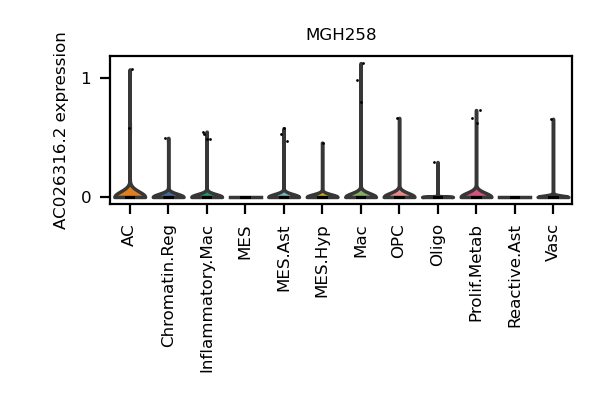 MGH258
AC026316.2 expression
1
0
AC
Chromatin.Reg
Inflammatory.Mac
MES
MES.Ast
MES.Hyp
Mac
OPC
Oligo
Prolif.Metab
Reactive.Ast
Vasc